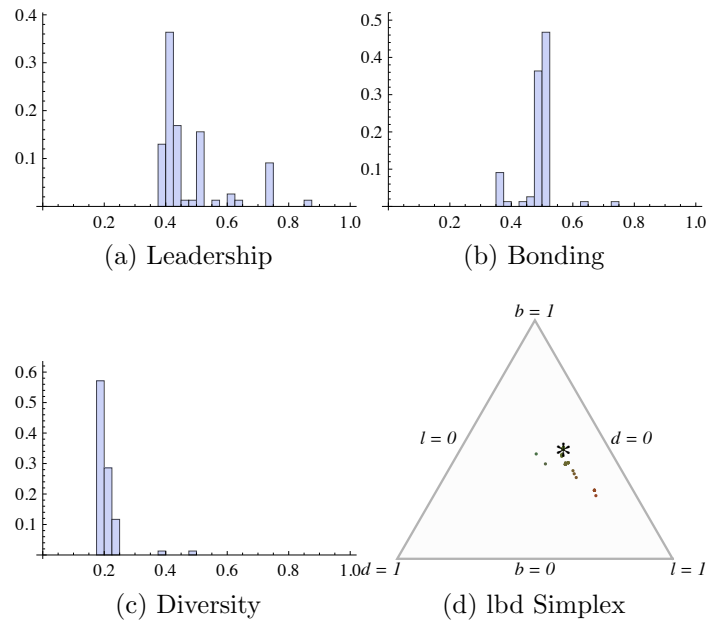 0.4
0.3
0.2
0.1
0.2 0.4 0.6 0.8 1.0
(a) Leadership
0.5
0.4
0.3
0.2
0.1
0.2 0.4 0.6 0.8 1.0
(b) Bonding
0.6
0.5
0.4
0.3
0.2
0.1
0.2 0.4 0.6 0.8 1.0
(c) Diversity
b = 1
l = 0 d = 0
*
d = 1 b = 0 l = 1
(d) lbd Simplex